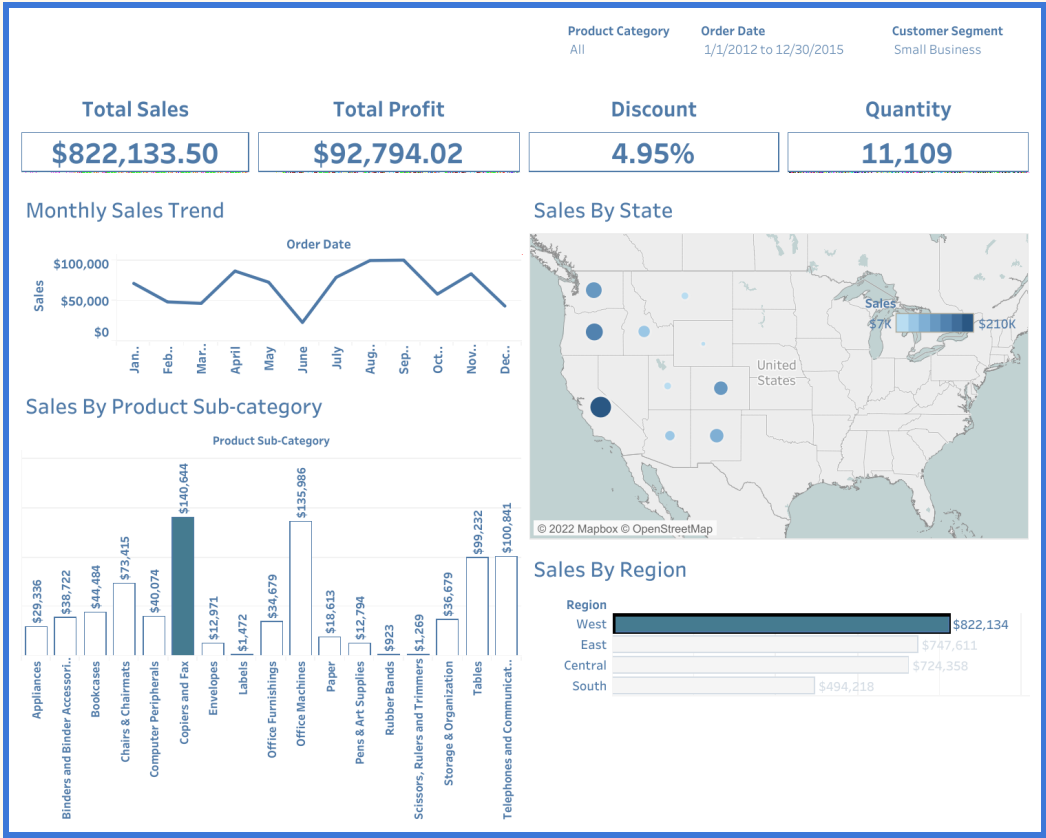 Product Category
Order Date
Customer Segment
All
1/1/2012 to 12/30/2015
Small Business
Total Sales
Total Profit
Discount
Quantity
$822,133.50
$92,794.02
4.95%
11,109
Monthly Sales Trend
Order Date
Sales
$100,000
$50,000
$0
Jan..
Feb..
Mar..
April
May
June
July
Aug..
Sep..
Oct..
Nov..
Dec..
Sales By State
Sales
$7K
$210K
United
States
© 2022 Mapbox © OpenStreetMap
Sales By Product Sub-category
Product Sub-Category
$29,336
$38,722
$44,484
$73,415
$40,074
$140,644
$12,971
$1,472
$34,679
$135,986
$18,613
$12,794
$923
$1,269
$36,679
$99,232
$100,841
Appliances
Binders and Binder Accessori..
Bookcases
Chairs & Chairmats
Computer Peripherals
Copiers and Fax
Envelopes
Labels
Office Furnishings
Office Machines
Paper
Pens & Art Supplies
Rubber Bands
Scissors, Rulers and Trimmers
Storage & Organization
Tables
Telephones and Communicat..
Sales By Region
Region
West
$822,134
East
$747,611
Central
$724,358
South
$494,218